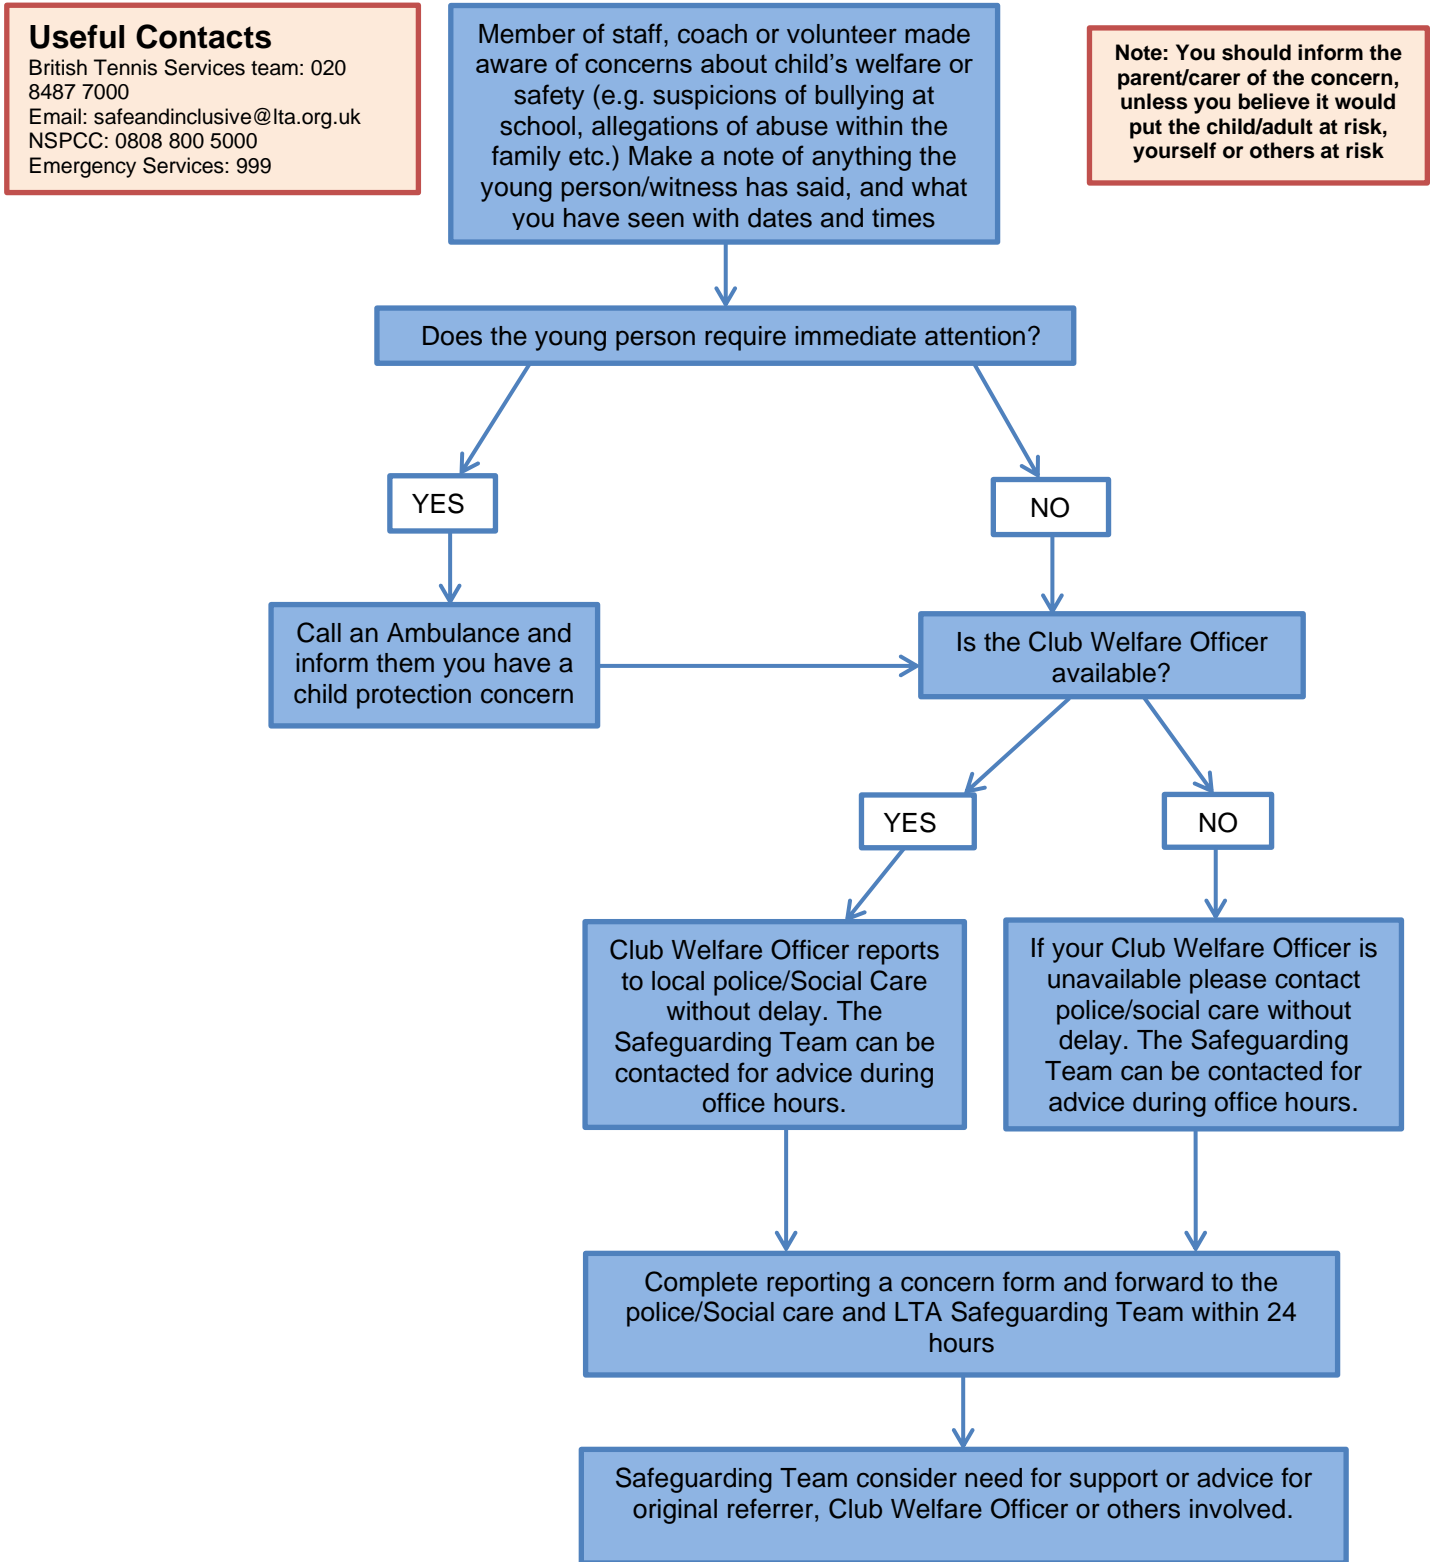 Useful Contacts
British Tennis Services team: 020
8487 7000
Email: safeandinclusive@lta.org.uk
NSPCC: 0808 800 5000
Emergency Services: 999
Member of staff, coach or volunteer made
aware of concerns about child’s welfare or
safety (e.g. suspicions of bullying at
school, allegations of abuse within the
family etc.) Make a note of anything the
young person/witness has said, and what
you have seen with dates and times
Note: You should inform the
parent/carer of the concern,
unless you believe it would
put the child/adult at risk,
yourself or others at risk
Does the young person require immediate attention?
YES
NO
Call an Ambulance and
inform them you have a
child protection concern
Is the Club Welfare Officer
available?
YES
NO
Club Welfare Officer reports
to local police/Social Care
without delay. The
Safeguarding Team can be
contacted for advice during
office hours.
If your Club Welfare Officer is
unavailable please contact
police/social care without
delay. The Safeguarding
Team can be contacted for
advice during office hours.
Complete reporting a concern form and forward to the
police/Social care and LTA Safeguarding Team within 24
hours
Safeguarding Team consider need for support or advice for
original referrer, Club Welfare Officer or others involved.